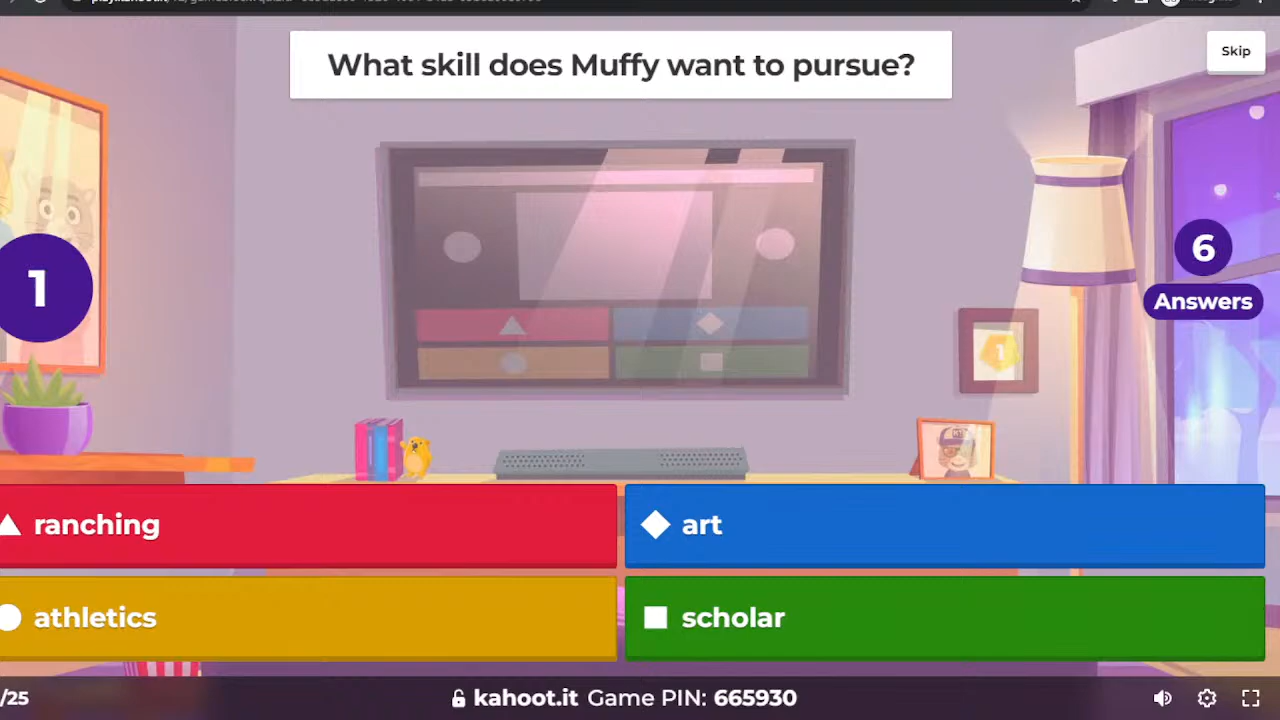 What skill does Muffy want to pursue?
Skip
1
6
Answers
1
ranching
art
athletics
scholar
/25
kahoot.it Game PIN: 665930